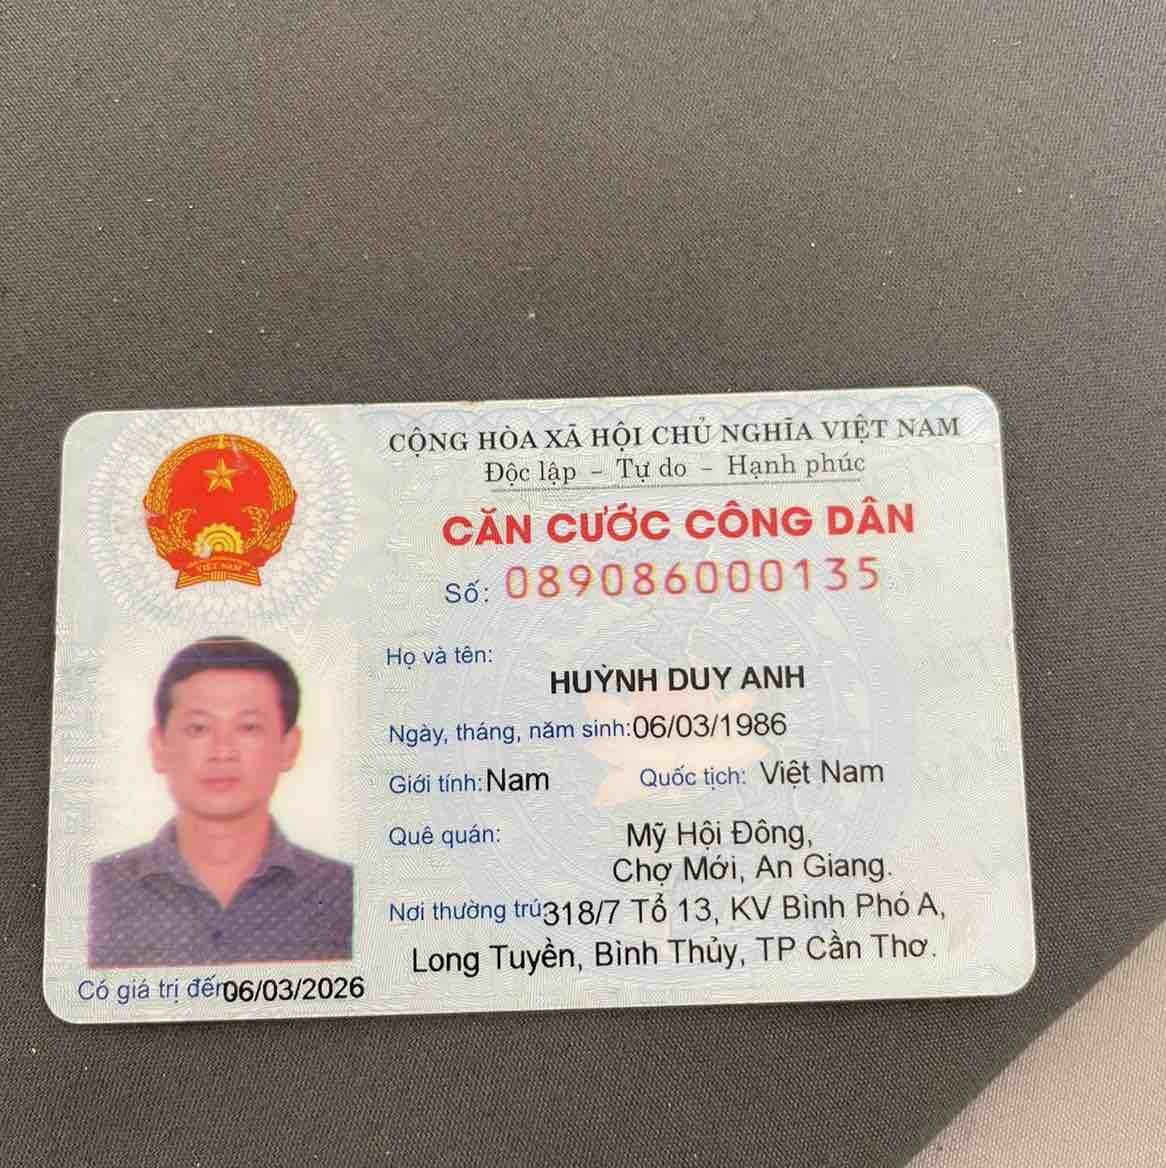 CỘNG HÒA XÃ HỘI CHỦ NGHĨA VIỆT NAM
Độc lập - Tự do - Hạnh phúc
CĂN CƯỚC CÔNG DÂN
Số: 089086000135
VIỆT NAM
Họ và tên:
HUỲNH DUY ANH
Ngày, tháng, năm sinh:06/03/1986
Giới tính:Nam Quốc tịch: Việt Nam
Quê quán: Mỹ Hội Đông,
Chợ Mới, An Giang.
Nơi thường trú:318/7 Tổ 13, KV Bình Phó A,
Long Tuyền, Bình Thủy, TP Cần Thơ.
Có giá trị đến06/03/2026